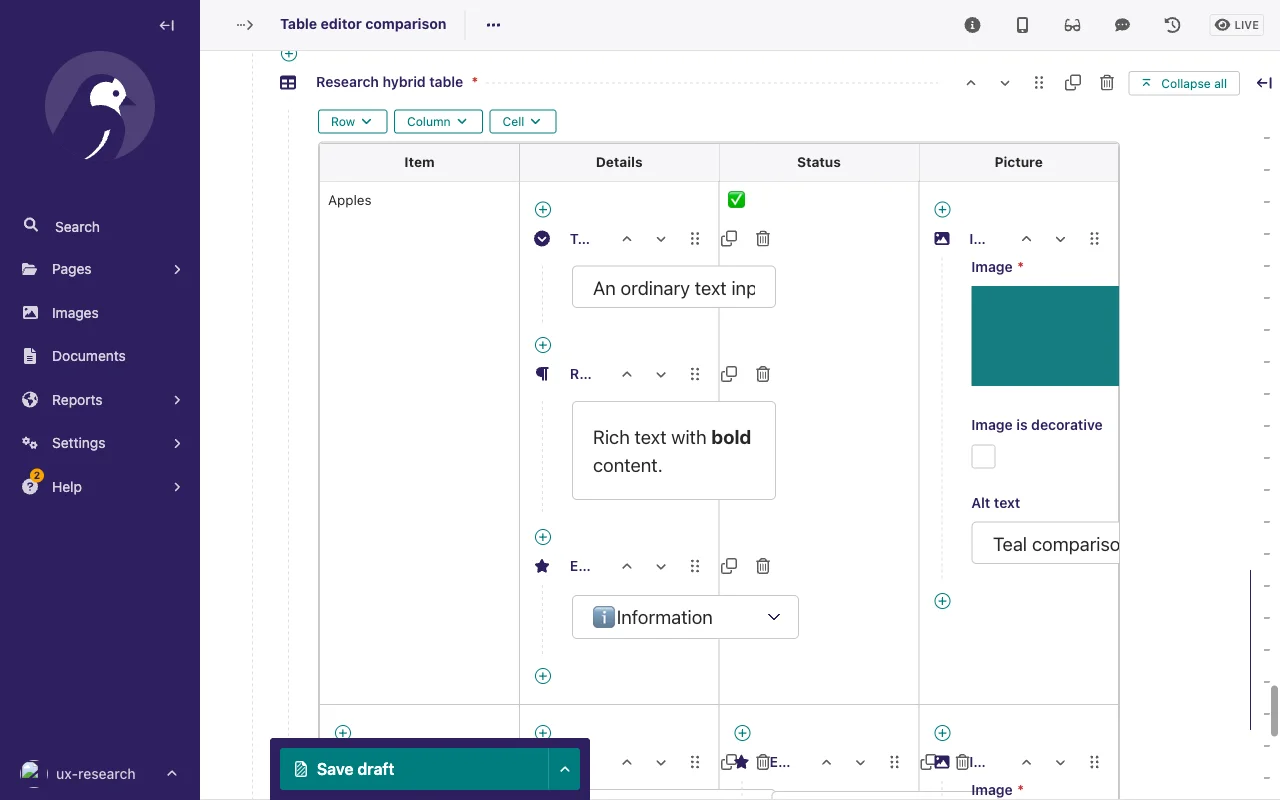 Table editor comparison
LIVE
Research hybrid table *
Collapse all
Row
Column
Cell
Item
Details
Status
Picture
Apples
T...
I...
Image *
An ordinary text inp
R...
Rich text with bold
content.
Image is decorative
Alt text
Teal compariso
E...
Information
E...
I...
Image *
Search
Pages
Images
Documents
Reports
Settings
2
Help
ux-research
Save draft